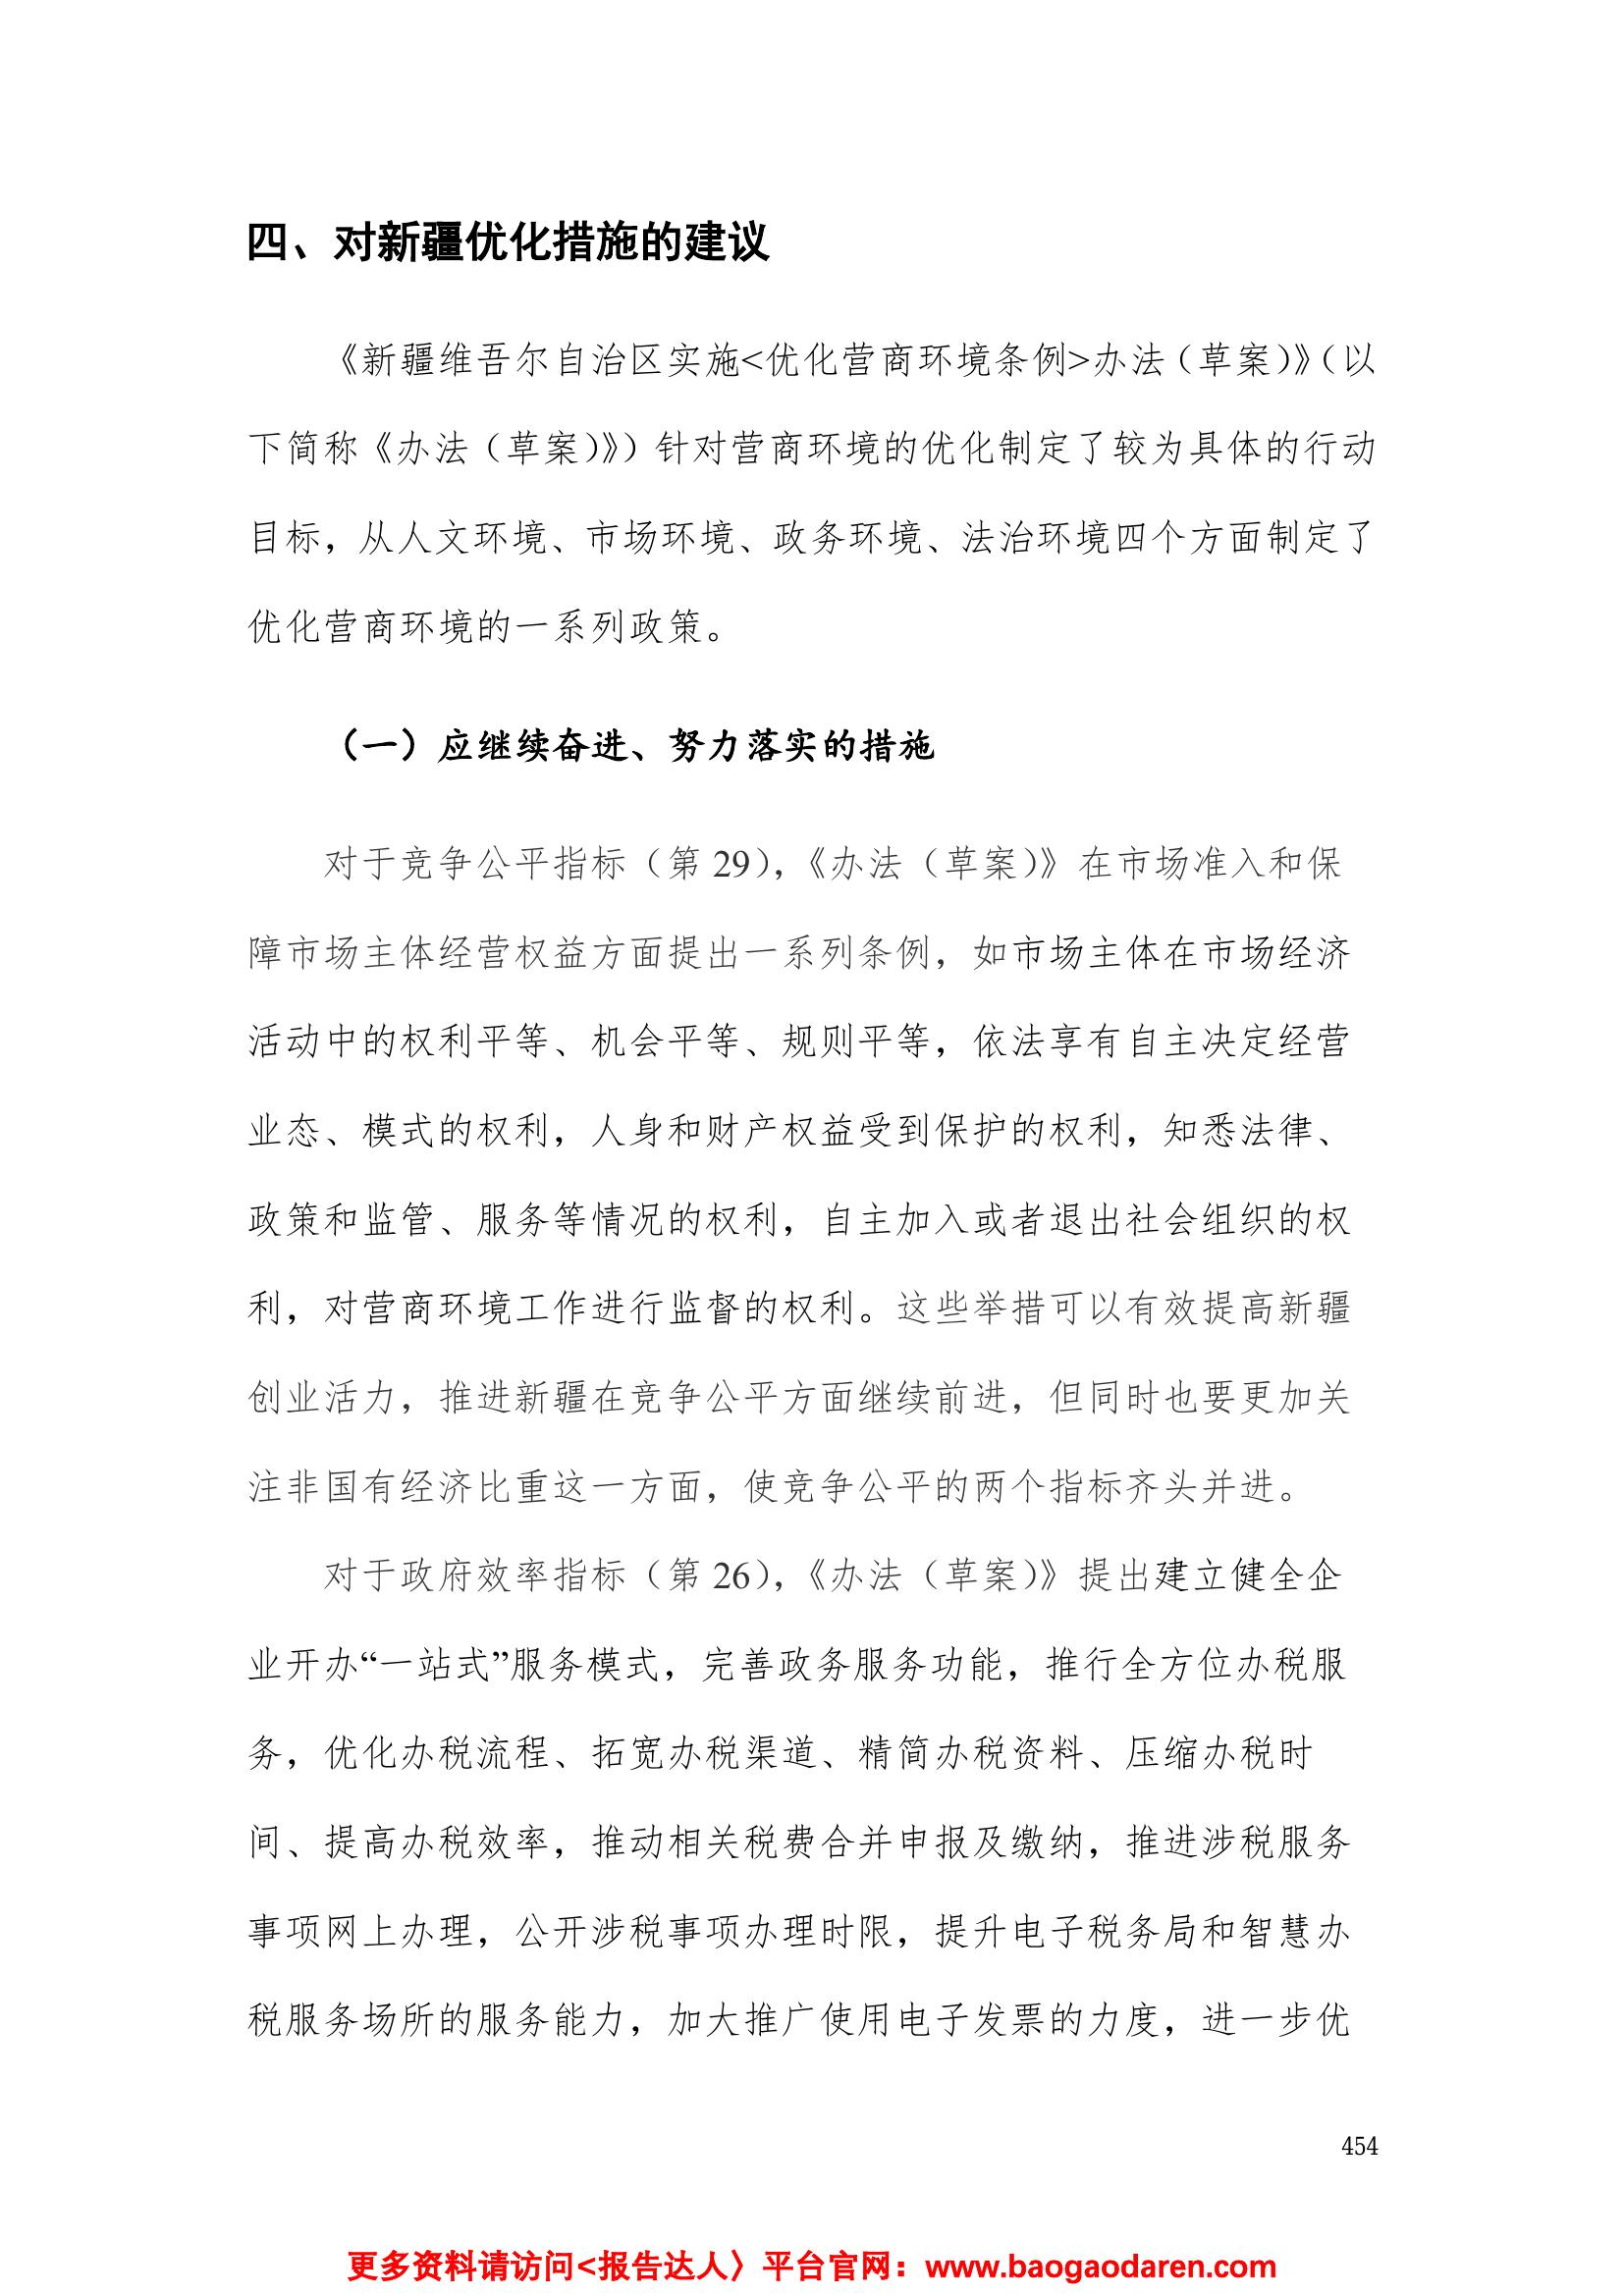 四、对新疆优化措施的建议
《新疆维吾尔自治区实施<优化营商环境条例>办法（草案）》（以
下简称《办法（草案）》）针对营商环境的优化制定了较为具体的行动
目标，从人文环境、市场环境、政务环境、法治环境四个方面制定了
优化营商环境的一系列政策。
（一）应继续奋进、努力落实的措施
对于竞争公平指标（第 29），《办法（草案）》在市场准入和保
障市场主体经营权益方面提出一系列条例，如市场主体在市场经济
活动中的权利平等、机会平等、规则平等，依法享有自主决定经营
业态、模式的权利，人身和财产权益受到保护的权利，知悉法律、
政策和监管、服务等情况的权利，自主加入或者退出社会组织的权
利，对营商环境工作进行监督的权利。这些举措可以有效提高新疆
创业活力，推进新疆在竞争公平方面继续前进，但同时也要更加关
注非国有经济比重这一方面，使竞争公平的两个指标齐头并进。
对于政府效率指标（第 26），《办法（草案）》提出建立健全企
业开办“一站式”服务模式，完善政务服务功能，推行全方位办税服
务，优化办税流程、拓宽办税渠道、精简办税资料、压缩办税时
间、提高办税效率，推动相关税费合并申报及缴纳，推进涉税服务
事项网上办理，公开涉税事项办理时限，提升电子税务局和智慧办
税服务场所的服务能力，加大推广使用电子发票的力度，进一步优
454
更多资料请访问<报告达人〉平台官网：www.baogaodaren.com